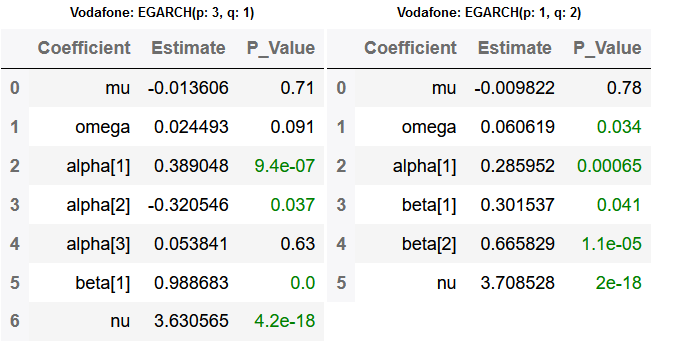 Vodafone: EGARCH(p: 3, q: 1)
Coefficient Estimate P_Value
0 mu -0.013606 0.71
1 omega 0.024493 0.091
2 alpha[1] 0.389048 9.4e-07
3 alpha[2] -0.320546 0.037
4 alpha[3] 0.053841 0.63
5 beta[1] 0.988683 0.0
6 nu 3.630565 4.2e-18
Vodafone: EGARCH(p: 1, q: 2)
Coefficient Estimate P_Value
0 mu -0.009822 0.78
1 omega 0.060619 0.034
2 alpha[1] 0.285952 0.00065
3 beta[1] 0.301537 0.041
4 beta[2] 0.665829 1.1e-05
5 nu 3.708528 2e-18